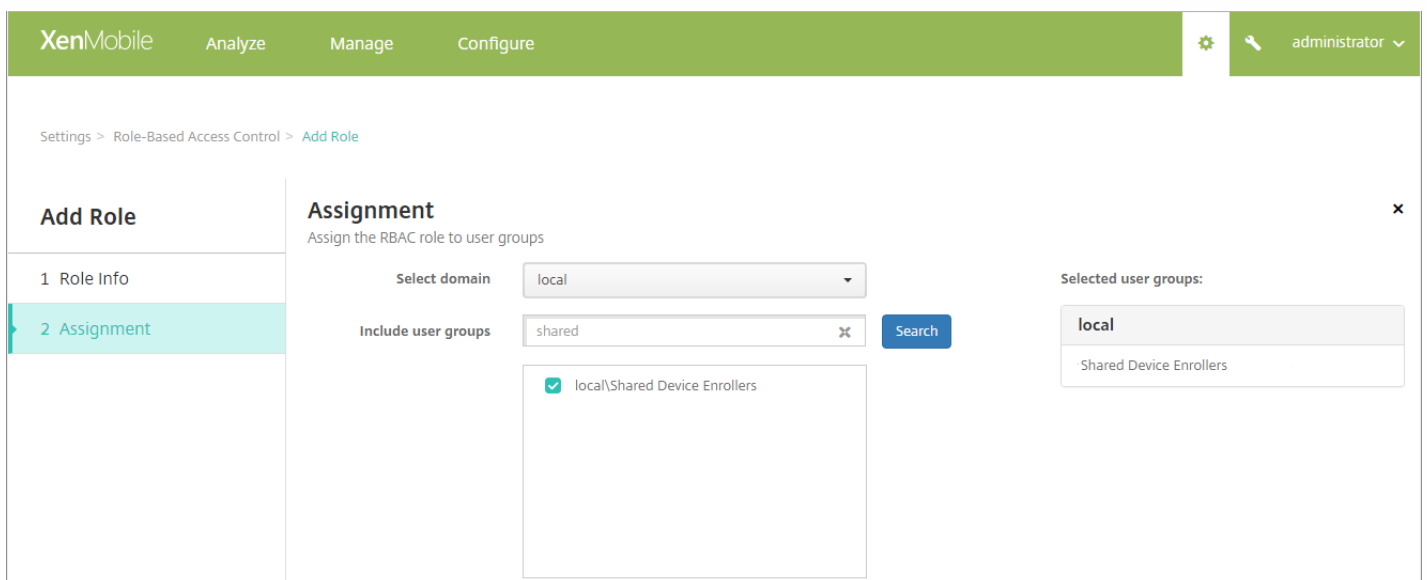 XenMobile Analyze Manage Configure administrator
Settings > Role-Based Access Control > Add Role
Add Role
1 Role Info
2 Assignment
Assignment
Assign the RBAC role to user groups
Select domain local
Include user groups shared Search
local\Shared Device Enrollers
Selected user groups:
local
Shared Device Enrollers